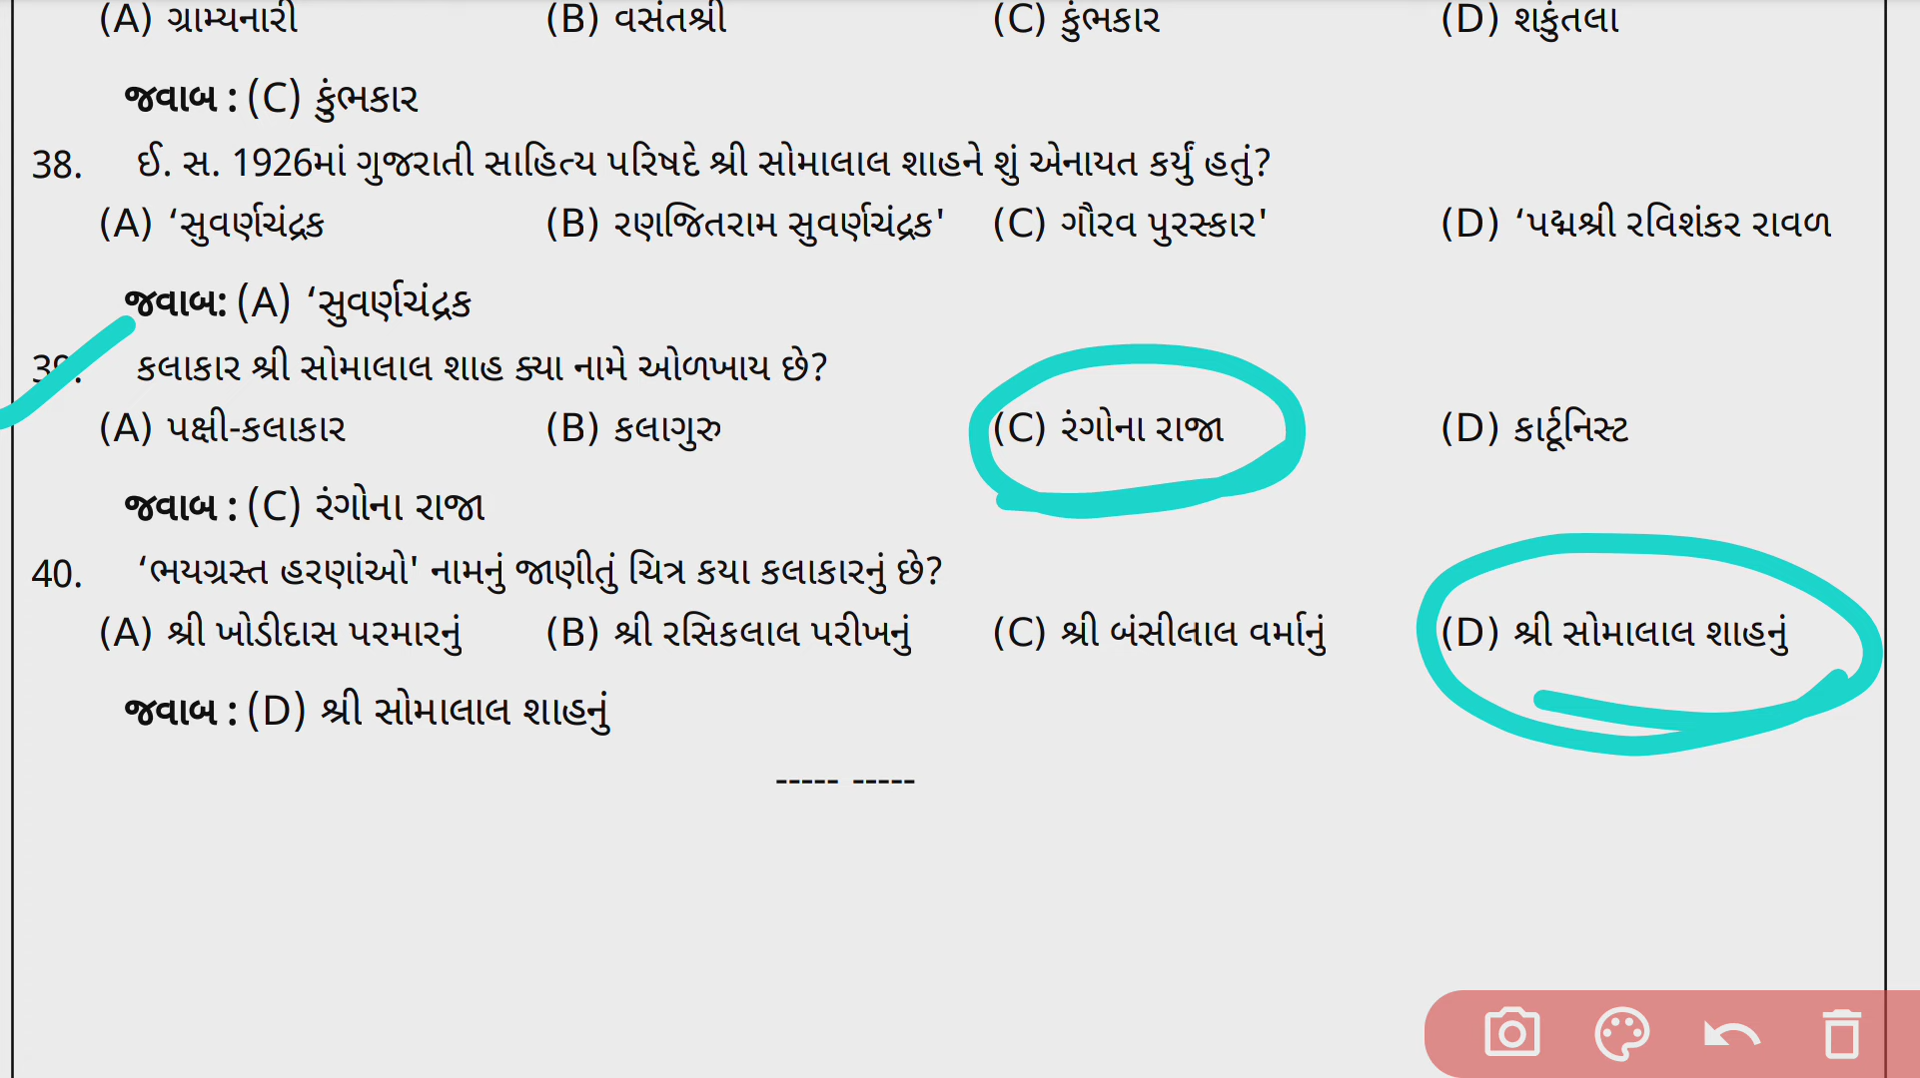 (A) ગ્રામ્યનારી (B) વસંતશ્રી (C) કુંભકાર (D) શકુંતલા
જવાબ : (C) કુંભકાર
38. ઈ. સ. 1926માં ગુજરાતી સાહિત્ય પરિષદે શ્રી સોમાલાલ શાહને શું એનાયત કર્યું હતું?
(A) ‘સુવર્ણચંદ્રક (B) રણજિતરામ સુવર્ણચંદ્રક' (C) ગૌરવ પુરસ્કાર' (D) ‘પદ્મશ્રી રવિશંકર રાવળ
જવાબ: (A) ‘સુવર્ણચંદ્રક
39. કલાકાર શ્રી સોમાલાલ શાહ ક્યા નામે ઓળખાય છે?
(A) પક્ષી-કલાકાર (B) કલાગુરુ (C) રંગોના રાજા (D) કાર્ટૂનિસ્ટ
જવાબ : (C) રંગોના રાજા
40. ‘ભયગ્રસ્ત હરણાંઓ' નામનું જાણીતું ચિત્ર કયા કલાકારનું છે?
(A) શ્રી ખોડીદાસ પરમારનું (B) શ્રી રસિકલાલ પરીખનું (C) શ્રી બંસીલાલ વર્માનું (D) શ્રી સોમાલાલ શાહનું
જવાબ : (D) શ્રી સોમાલાલ શાહનું
----- -----